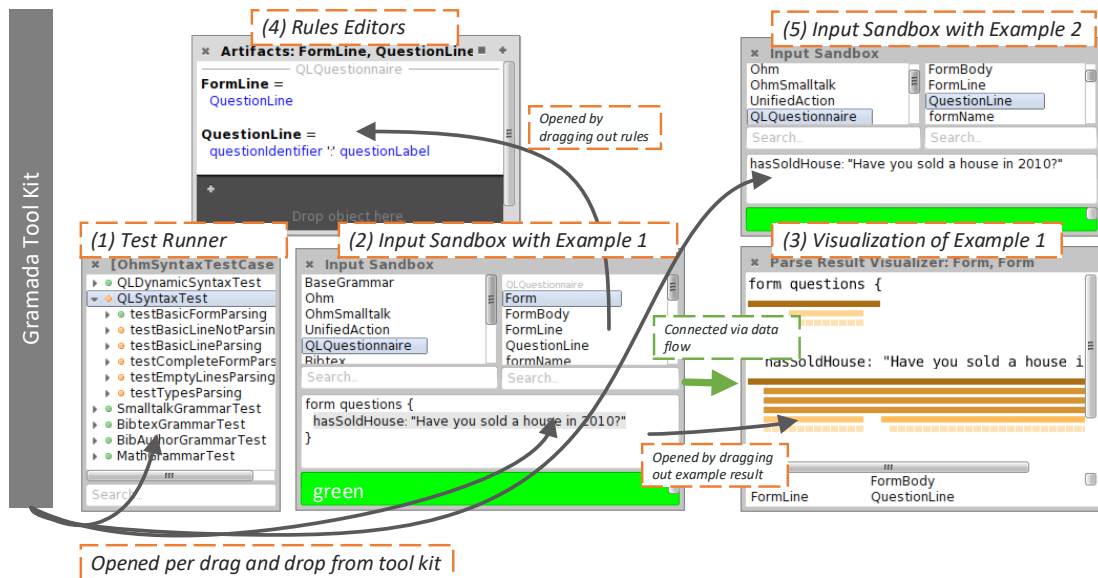 Gramada Tool Kit
(4) Rules Editors
Artifacts: FormLine, QuestionLine
QLQuestionnaire
FormLine =
QuestionLine
QuestionLine =
questionIdentifier ':' questionLabel
Drop object here
Opened by
dragging out rules
(5) Input Sandbox with Example 2
Input Sandbox
Ohm
OhmSmalltalk
UnifiedAction
QLQuestionnaire
Search..
FormBody
FormLine
QuestionLine
formName
Search..
hasSoldHouse: "Have you sold a house in 2010?"
(1) Test Runner
[OhmSyntaxTestCase
QLDynamicSyntaxTest
QLSyntaxTest
testBasicFormParsing
testBasicLineNotParsin
testBasicLineParsing
testCompleteFormPars
testEmptyLinesParsing
testTypesParsing
SmalltalkGrammarTest
BibtexGrammarTest
BibAuthorGrammarTest
MathGrammarTest
Search..
(2) Input Sandbox with Example 1
Input Sandbox
BaseGrammar
Ohm
OhmSmalltalk
UnifiedAction
QLQuestionnaire
Bibtex
Search..
QLQuestionnaire
Form
FormBody
FormLine
QuestionLine
formName
Search..
form questions {
hasSoldHouse: "Have you sold a house in 2010?"
}
green
Connected via data
flow
Opened by dragging
out example result
(3) Visualization of Example 1
Parse Result Visualizer: Form, Form
form questions {
hasSoldHouse: "Have you sold a house i
FormBody
FormLine QuestionLine
Opened per drag and drop from tool kit